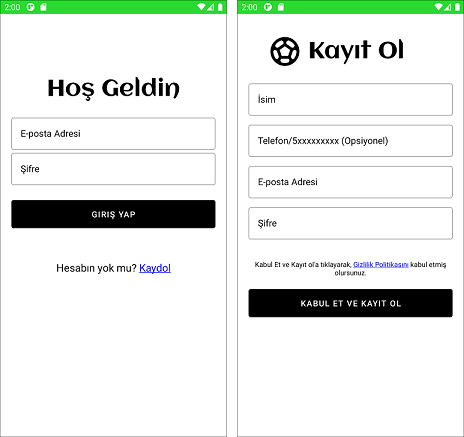 2:00
Hoş Geldin
E-posta Adresi
Şifre
GIRIŞ YAP
Hesabın yok mu? Kaydol
2:00
Kayıt Ol
İsim
Telefon/5xxxxxxxxx (Opsiyonel)
E-posta Adresi
Şifre
Kabul Et ve Kayıt ol'a tıklayarak, Gizlilik Politikasını kabul etmiş
olursunuz.
KABUL ET VE KAYIT OL